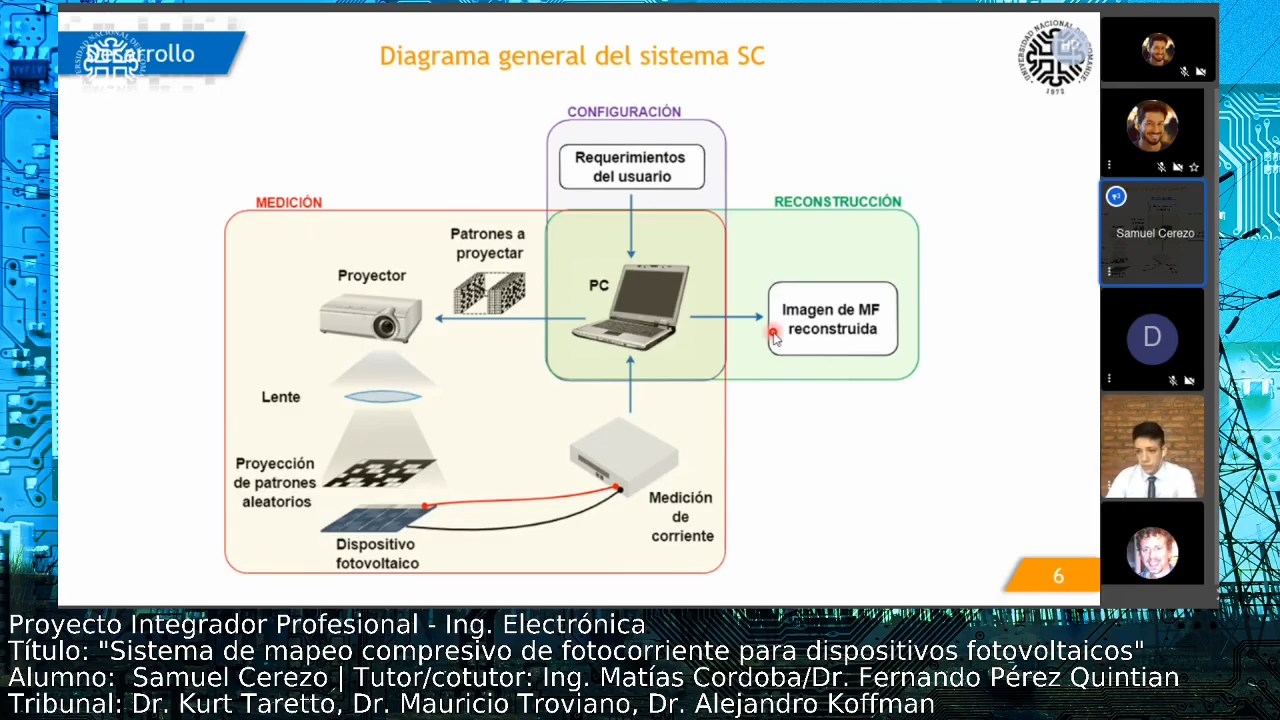 Desarrollo
Diagrama general del sistema SC
CONFIGURACIÓN
Requerimientos
del usuario
MEDICIÓN
RECONSTRUCCIÓN
Patrones a
proyectar
Proyector
PC
Imagen de MF
reconstruida
Lente
Proyección
de patrones
aleatorios
Medición
de
corriente
Dispositivo
fotovoltaico
6
Samuel Cerezo
D
Proyecto Integrador Profesional - Ing. Electrónica
Título: "Sistema de mapeo compresivo de fotocorriente para dispositivos fotovoltaicos"
Alumno:  Samuel Cerezo | Tutor/cotutor: Ing. Matías Cordoba/Dr. Fernando Pérez Quintian
Tribunal: Dr. Kurt Taretto, Dr. Mauricio Troviano, Dr. Alejandro Koffman